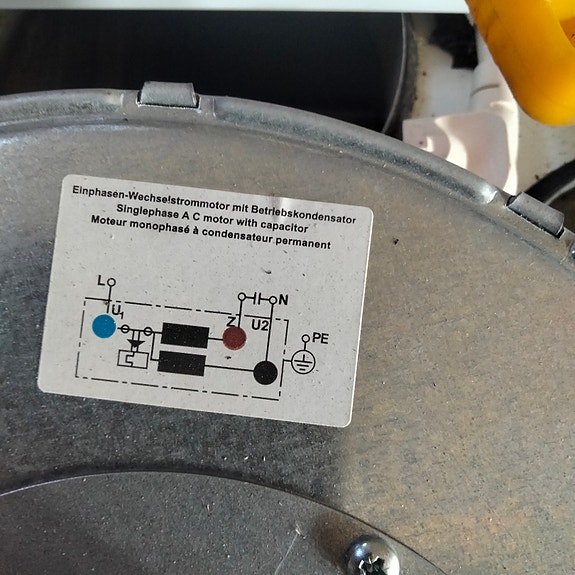 Einphasen-Wechselstrommotor mit Betriebskondensator
Singlephase A C motor with capacitor
Moteur monophasé à condensateur permanent
L
N
U1
Z
U2
PE